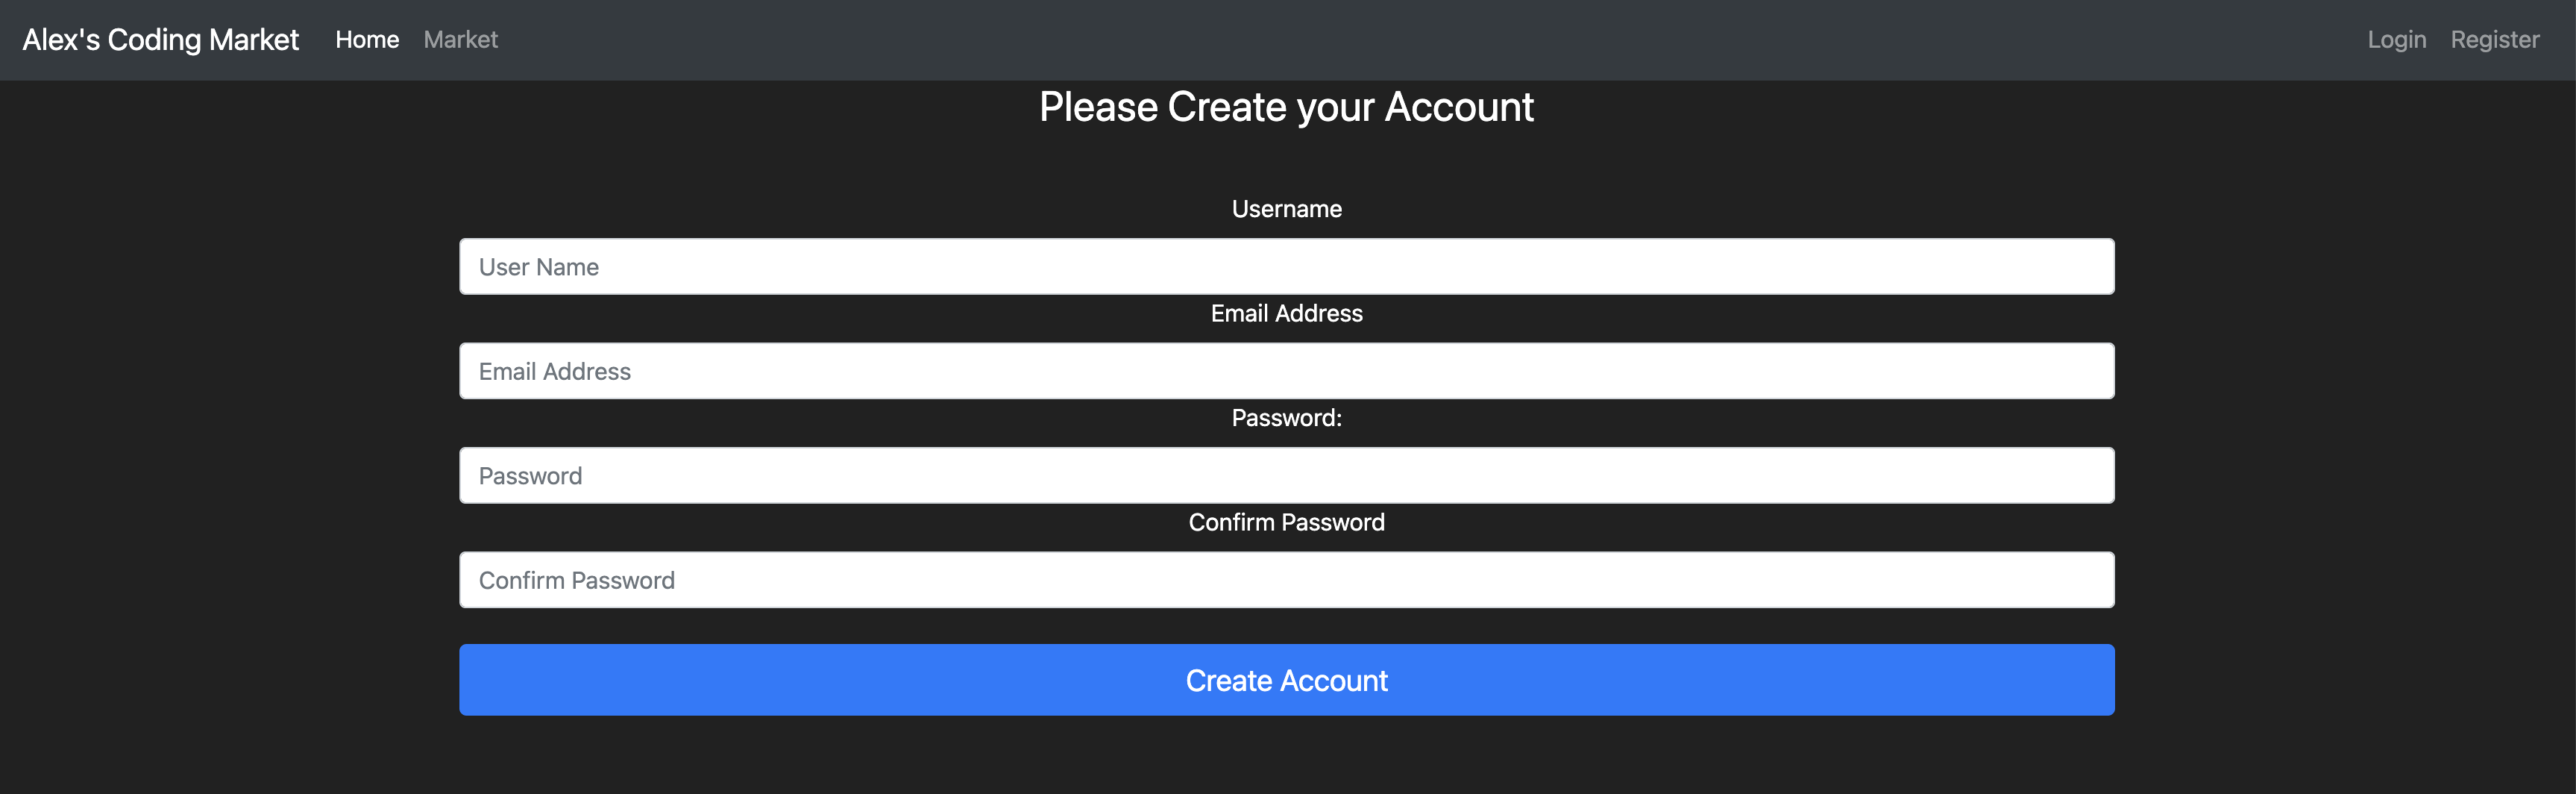 Alex's Coding Market Home Market Login Register
Please Create your Account
Username
User Name
Email Address
Email Address
Password:
Password
Confirm Password
Confirm Password
Create Account